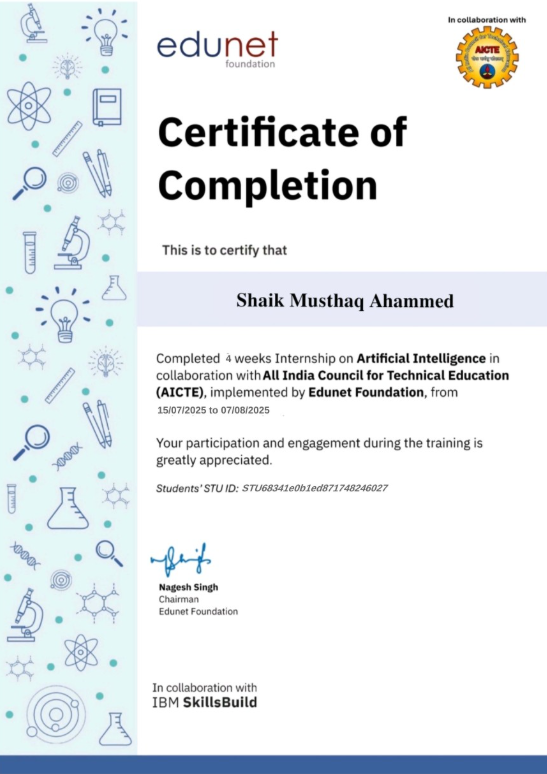 In collaboration with
edunet
foundation
AICTE
Certificate of
Completion
This is to certify that
Shaik Musthaq Ahammed
Completed 4 weeks Internship on Artificial Intelligence in
collaboration with All India Council for Technical Education
(AICTE), implemented by Edunet Foundation, from
15/07/2025 to 07/08/2025
Your participation and engagement during the training is
greatly appreciated.
Students' STU ID: STU68341e0b1ed871748246027
Nagesh Singh
Chairman
Edunet Foundation
In collaboration with
IBM SkillsBuild